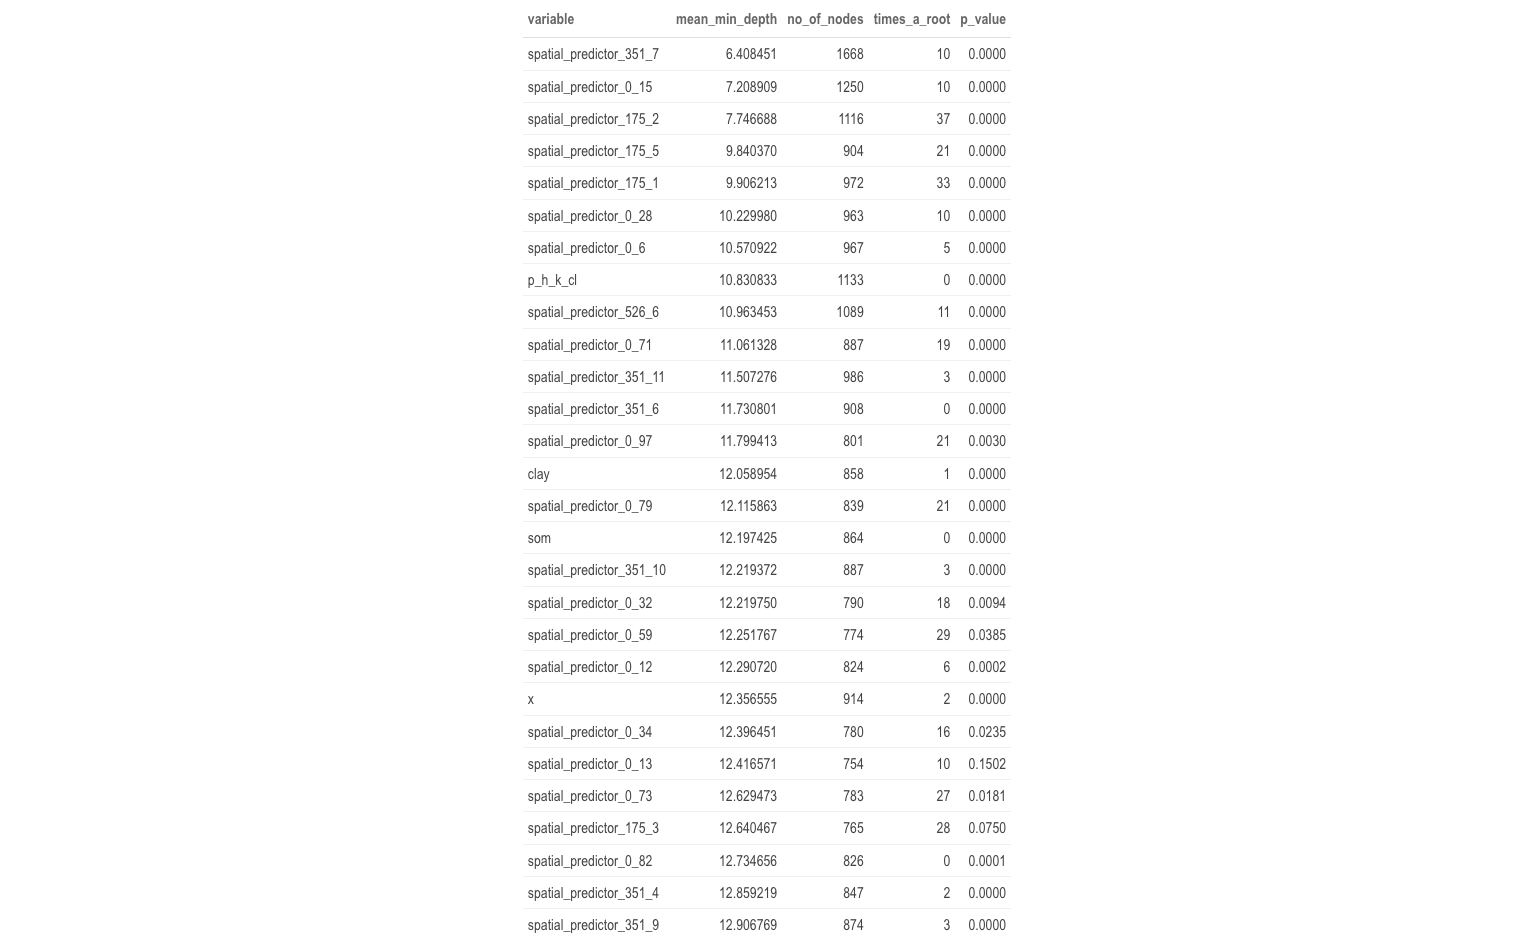 variable mean_min_depth no_of_nodes times_a_root p_value
spatial_predictor_351_7 6.408451 1668 10 0.0000
spatial_predictor_0_15 7.208909 1250 10 0.0000
spatial_predictor_175_2 7.746688 1116 37 0.0000
spatial_predictor_175_5 9.840370 904 21 0.0000
spatial_predictor_175_1 9.906213 972 33 0.0000
spatial_predictor_0_28 10.229980 963 10 0.0000
spatial_predictor_0_6 10.570922 967 5 0.0000
p_h_k_cl 10.830833 1133 0 0.0000
spatial_predictor_526_6 10.963453 1089 11 0.0000
spatial_predictor_0_71 11.061328 887 19 0.0000
spatial_predictor_351_11 11.507276 986 3 0.0000
spatial_predictor_351_6 11.730801 908 0 0.0000
spatial_predictor_0_97 11.799413 801 21 0.0030
clay 12.058954 858 1 0.0000
spatial_predictor_0_79 12.115863 839 21 0.0000
som 12.197425 864 0 0.0000
spatial_predictor_351_10 12.219372 887 3 0.0000
spatial_predictor_0_32 12.219750 790 18 0.0094
spatial_predictor_0_59 12.251767 774 29 0.0385
spatial_predictor_0_12 12.290720 824 6 0.0002
x 12.356555 914 2 0.0000
spatial_predictor_0_34 12.396451 780 16 0.0235
spatial_predictor_0_13 12.416571 754 10 0.1502
spatial_predictor_0_73 12.629473 783 27 0.0181
spatial_predictor_175_3 12.640467 765 28 0.0750
spatial_predictor_0_82 12.734656 826 0 0.0001
spatial_predictor_351_4 12.859219 847 2 0.0000
spatial_predictor_351_9 12.906769 874 3 0.0000